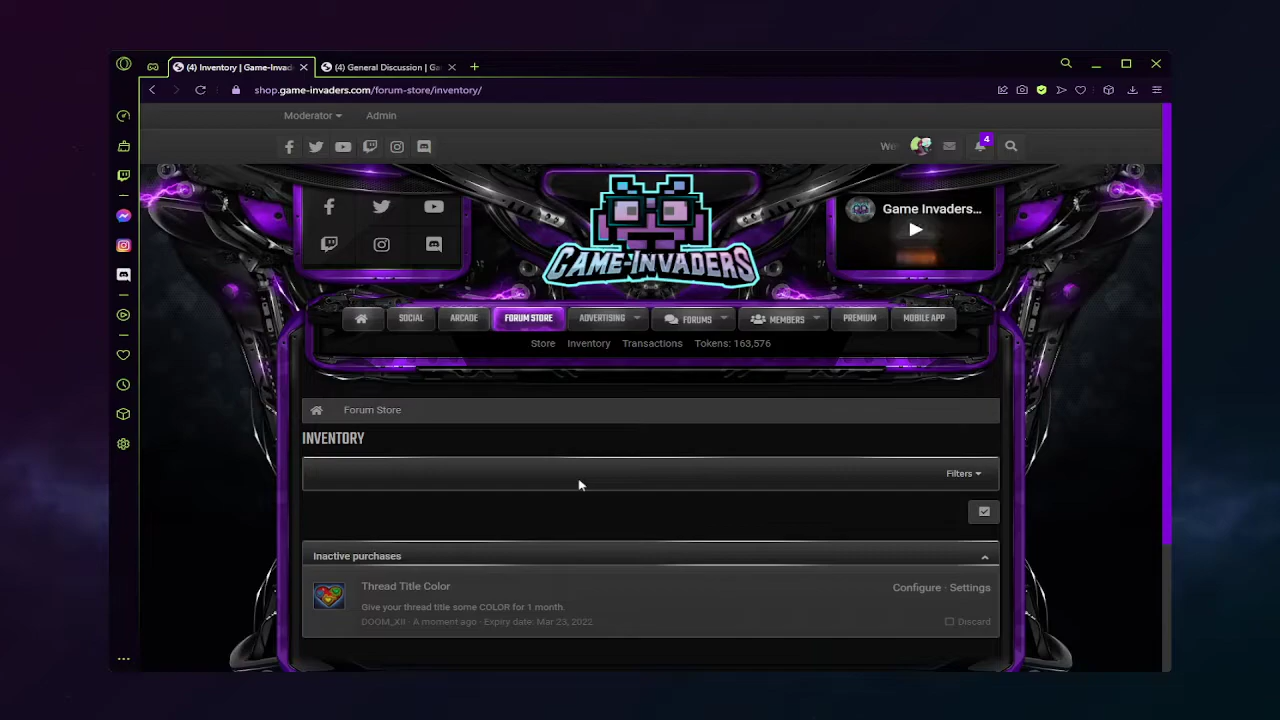 (4) Inventory | Game-Invad
(4) General Discussion | Ga
shop.game-invaders.com/forum-store/inventory/
Moderator
Admin
We
4
Game Invaders...
GAME-INVADERS
SOCIAL
ARCADE
FORUM STORE
ADVERTISING
FORUMS
MEMBERS
PREMIUM
MOBILE APP
Store
Inventory
Transactions
Tokens: 163,576
Forum Store
INVENTORY
Filters
Inactive purchases
Thread Title Color
Configure · Settings
Give your thread title some COLOR for 1 month.
DOOM_XII · A moment ago · Expiry date: Mar 23, 2022
Discard